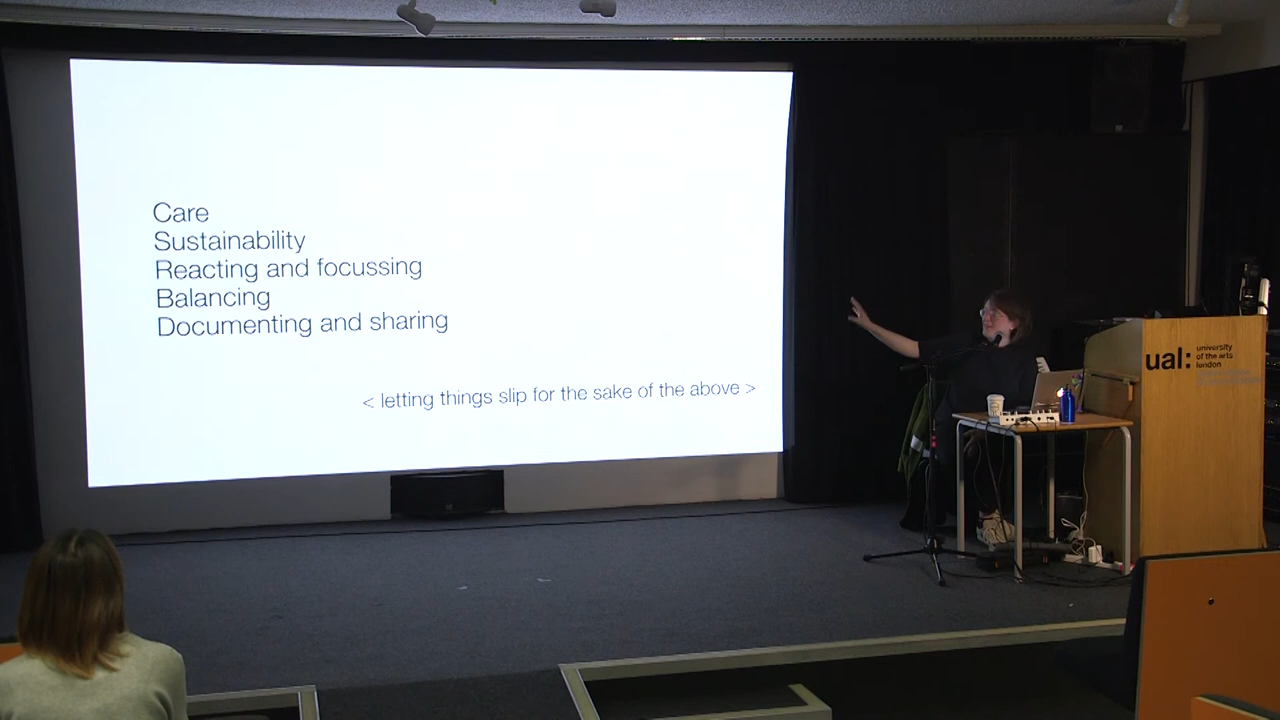 Care
Sustainability
Reacting and focussing
Balancing
Documenting and sharing
< letting things slip for the sake of the above >
ual:
university
of the arts
london